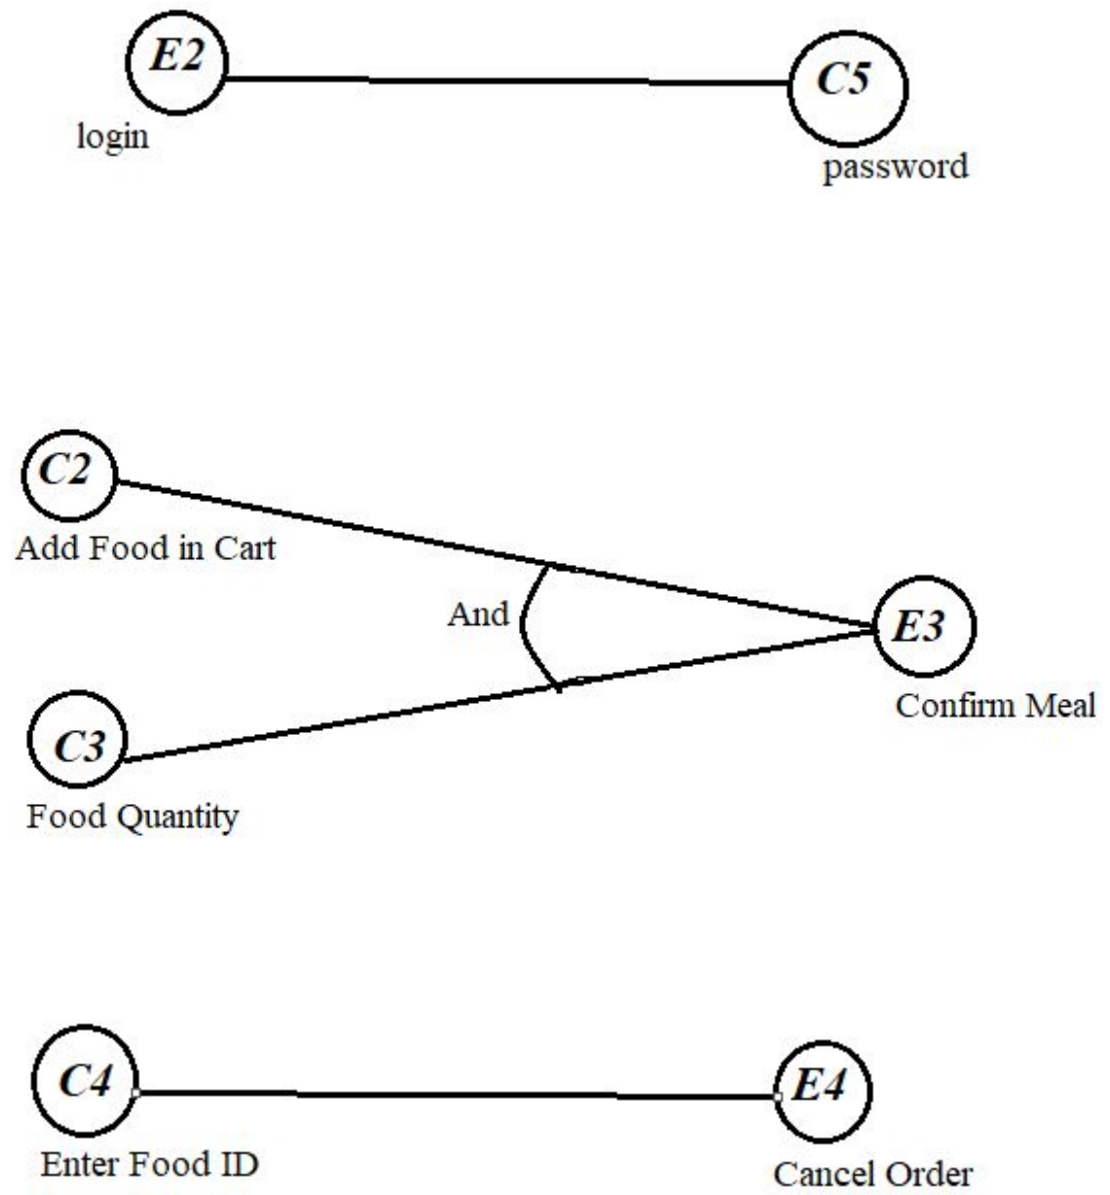 E2
login
C5
password
C2
Add Food in Cart
And
E3
Confirm Meal
C3
Food Quantity
C4
Enter Food ID
E4
Cancel Order